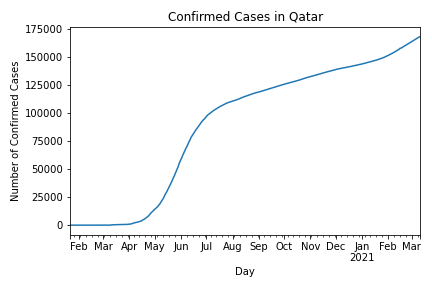 Confirmed Cases in Qatar
175000
150000
125000
100000
75000
50000
25000
0
Number of Confirmed Cases
Feb Mar Apr May Jun Jul Aug Sep Oct Nov Dec Jan Feb Mar
2021
Day